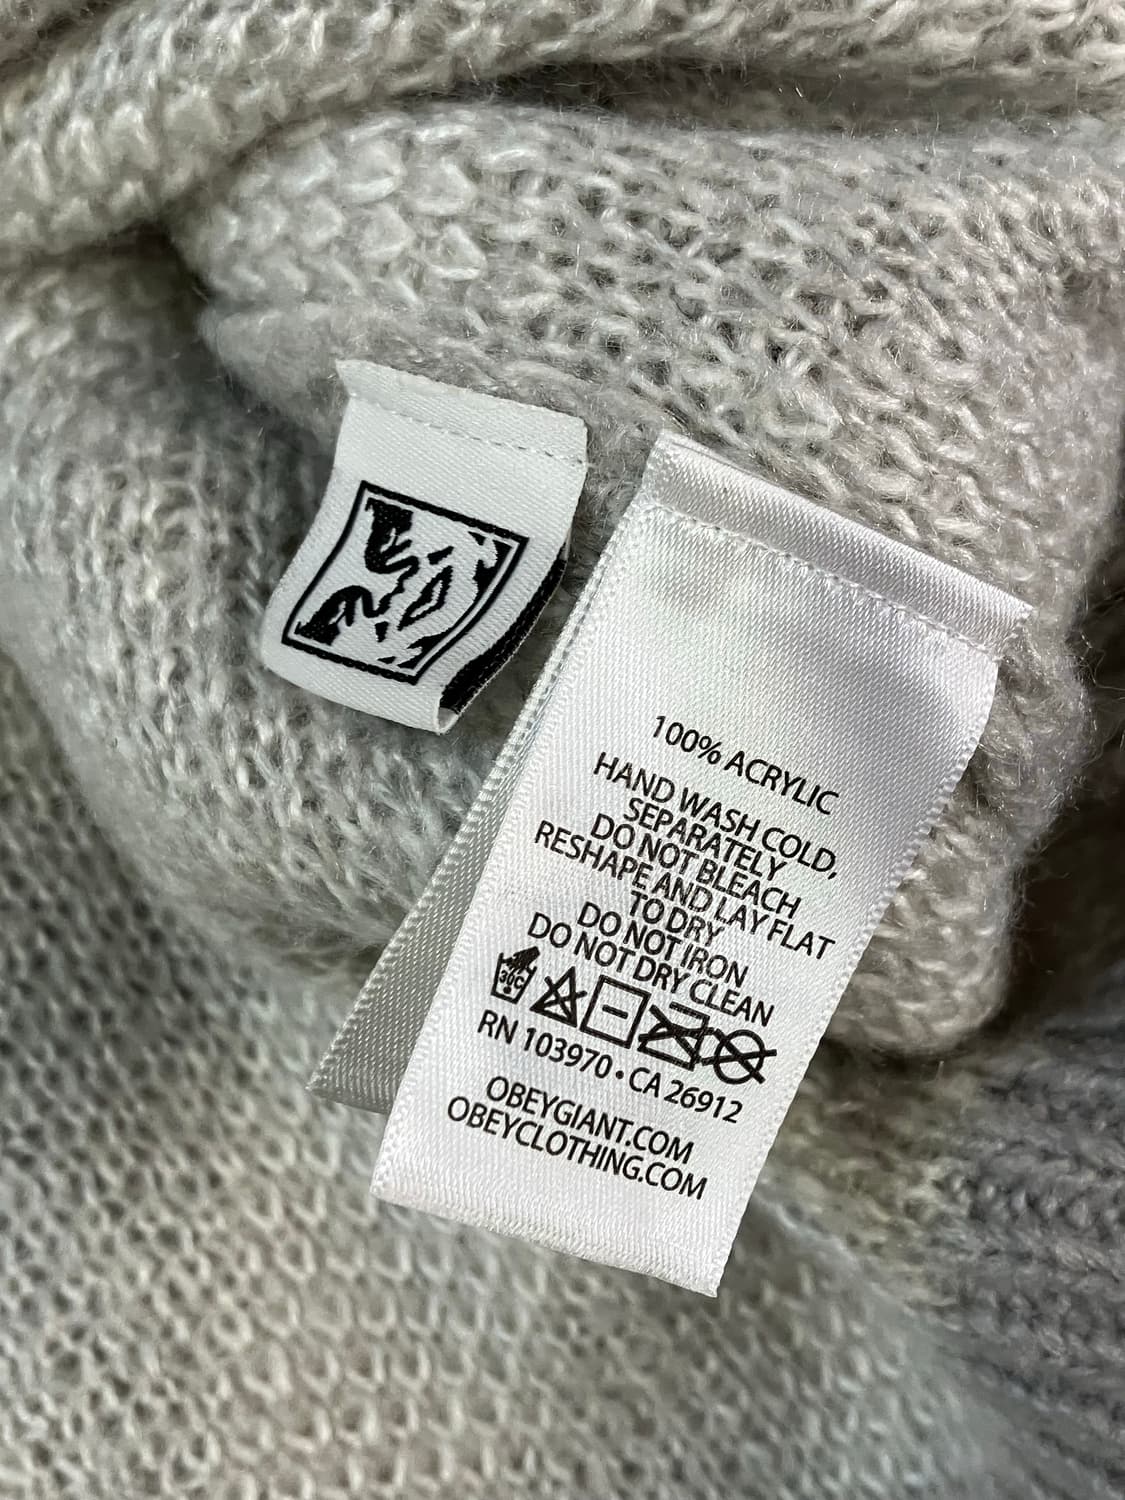 100% ACRYLIC
HAND WASH COLD,
SEPARATELY
DO NOT BLEACH
RESHAPE AND LAY FLAT
TO DRY
DO NOT IRON
DO NOT DRY CLEAN
30C
RN 103970 • CA 26912
OBEYGIANT.COM
OBEYCLOTHING.COM